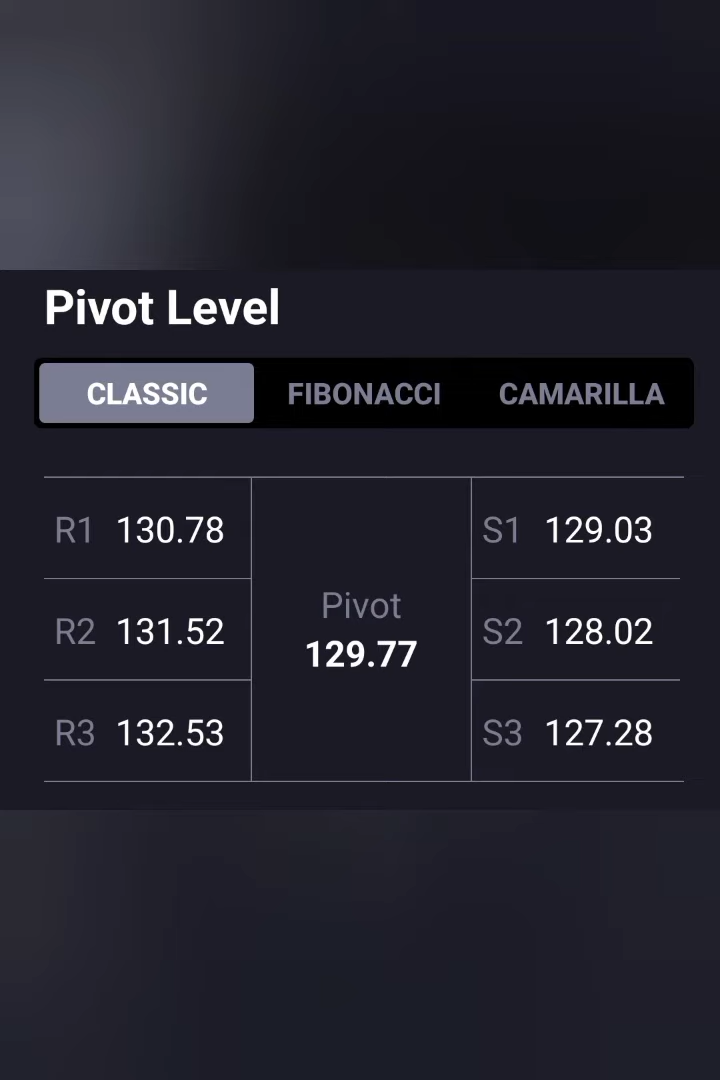 Pivot Level
CLASSIC FIBONACCI CAMARILLA
R1 130.78
R2 131.52
R3 132.53
Pivot
129.77
S1 129.03
S2 128.02
S3 127.28